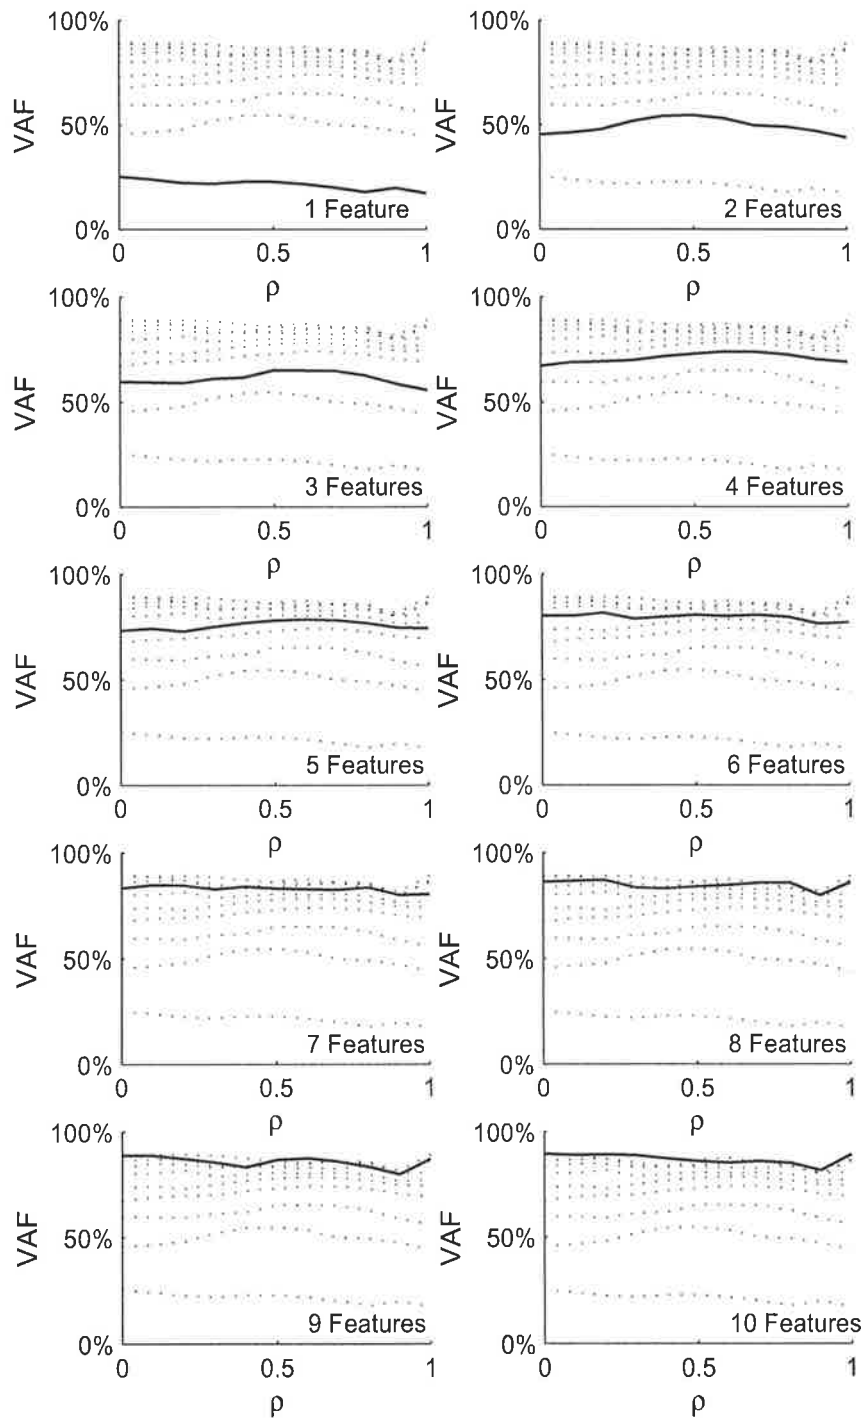 100%
VAF
50%
0%
1 Feature
0
0.5
1
ρ
100%
VAF
50%
0%
2 Features
0
0.5
1
ρ
100%
VAF
50%
0%
3 Features
0
0.5
1
ρ
100%
VAF
50%
0%
4 Features
0
0.5
1
ρ
100%
VAF
50%
0%
5 Features
0
0.5
1
ρ
100%
VAF
50%
0%
6 Features
0
0.5
1
ρ
100%
VAF
50%
0%
7 Features
0
0.5
1
ρ
100%
VAF
50%
0%
8 Features
0
0.5
1
ρ
100%
VAF
50%
0%
9 Features
0
0.5
1
ρ
100%
VAF
50%
0%
10 Features
0
0.5
1
ρ